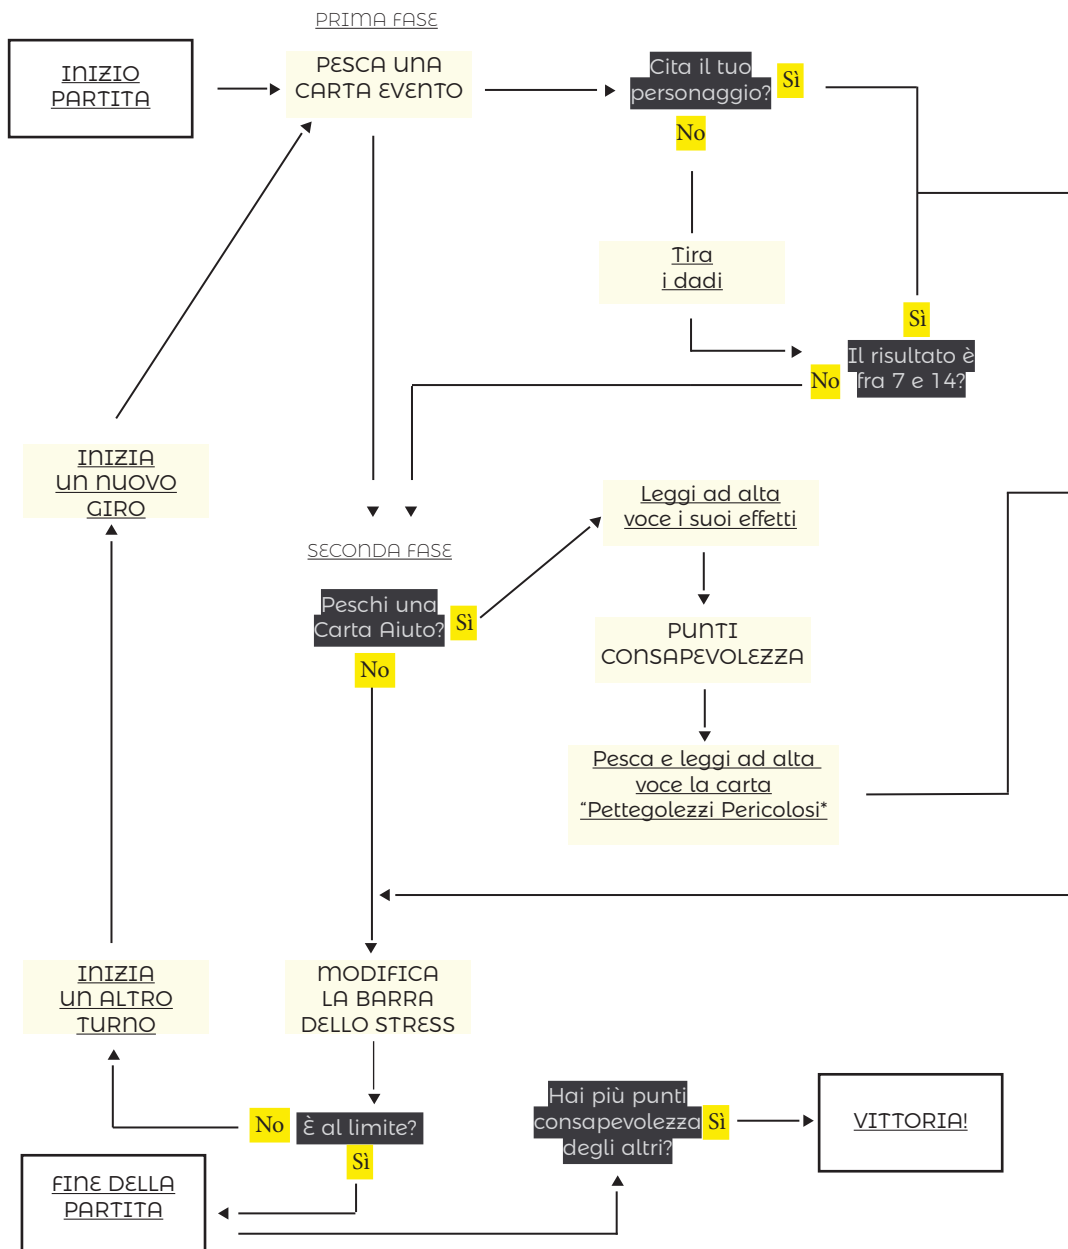 PRIMA FASE
INIZIO
PARTITA
PESCA UNA
CARTA EVENTO
Cita il tuo
personaggio?
Sì
No
Tira
i dadi
Sì
Il risultato è
fra 7 e 14?
No
INIZIA
UN NUOVO
GIRO
SECONDA FASE
Peschi una
Carta Aiuto?
Sì
No
Leggi ad alta
voce i suoi effetti
PUNTI
CONSAPEVOLEZZA
Pesca e leggi ad alta
voce la carta
“Pettegolezzi Pericolosi*
INIZIA
UN ALTRO
TURNO
MODIFICA
LA BARRA
DELLO STRESS
No
È al limite?
Sì
Hai più punti
consapevolezza
degli altri?
Sì
VITTORIA!
FINE DELLA
PARTITA